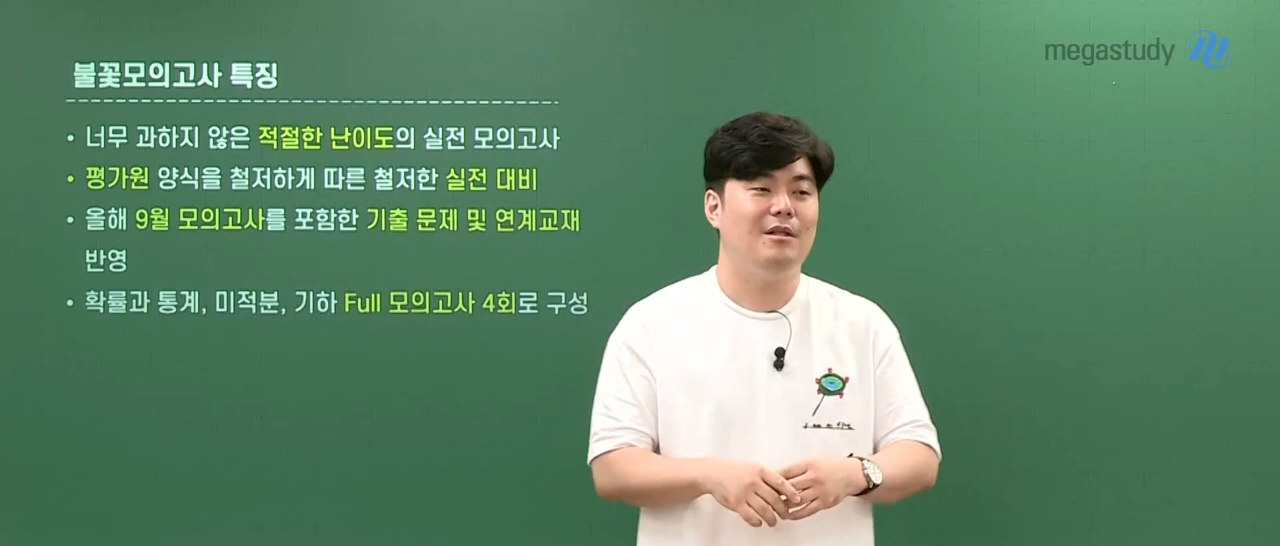 megastudy
불꽃모의고사 특징
• 너무 과하지 않은 적절한 난이도의 실전 모의고사
• 평가원 양식을 철저하게 따른 철저한 실전 대비
• 올해 9월 모의고사를 포함한 기출 문제 및 연계교재
반영
• 확률과 통계, 미적분, 기하 Full 모의고사 4회로 구성